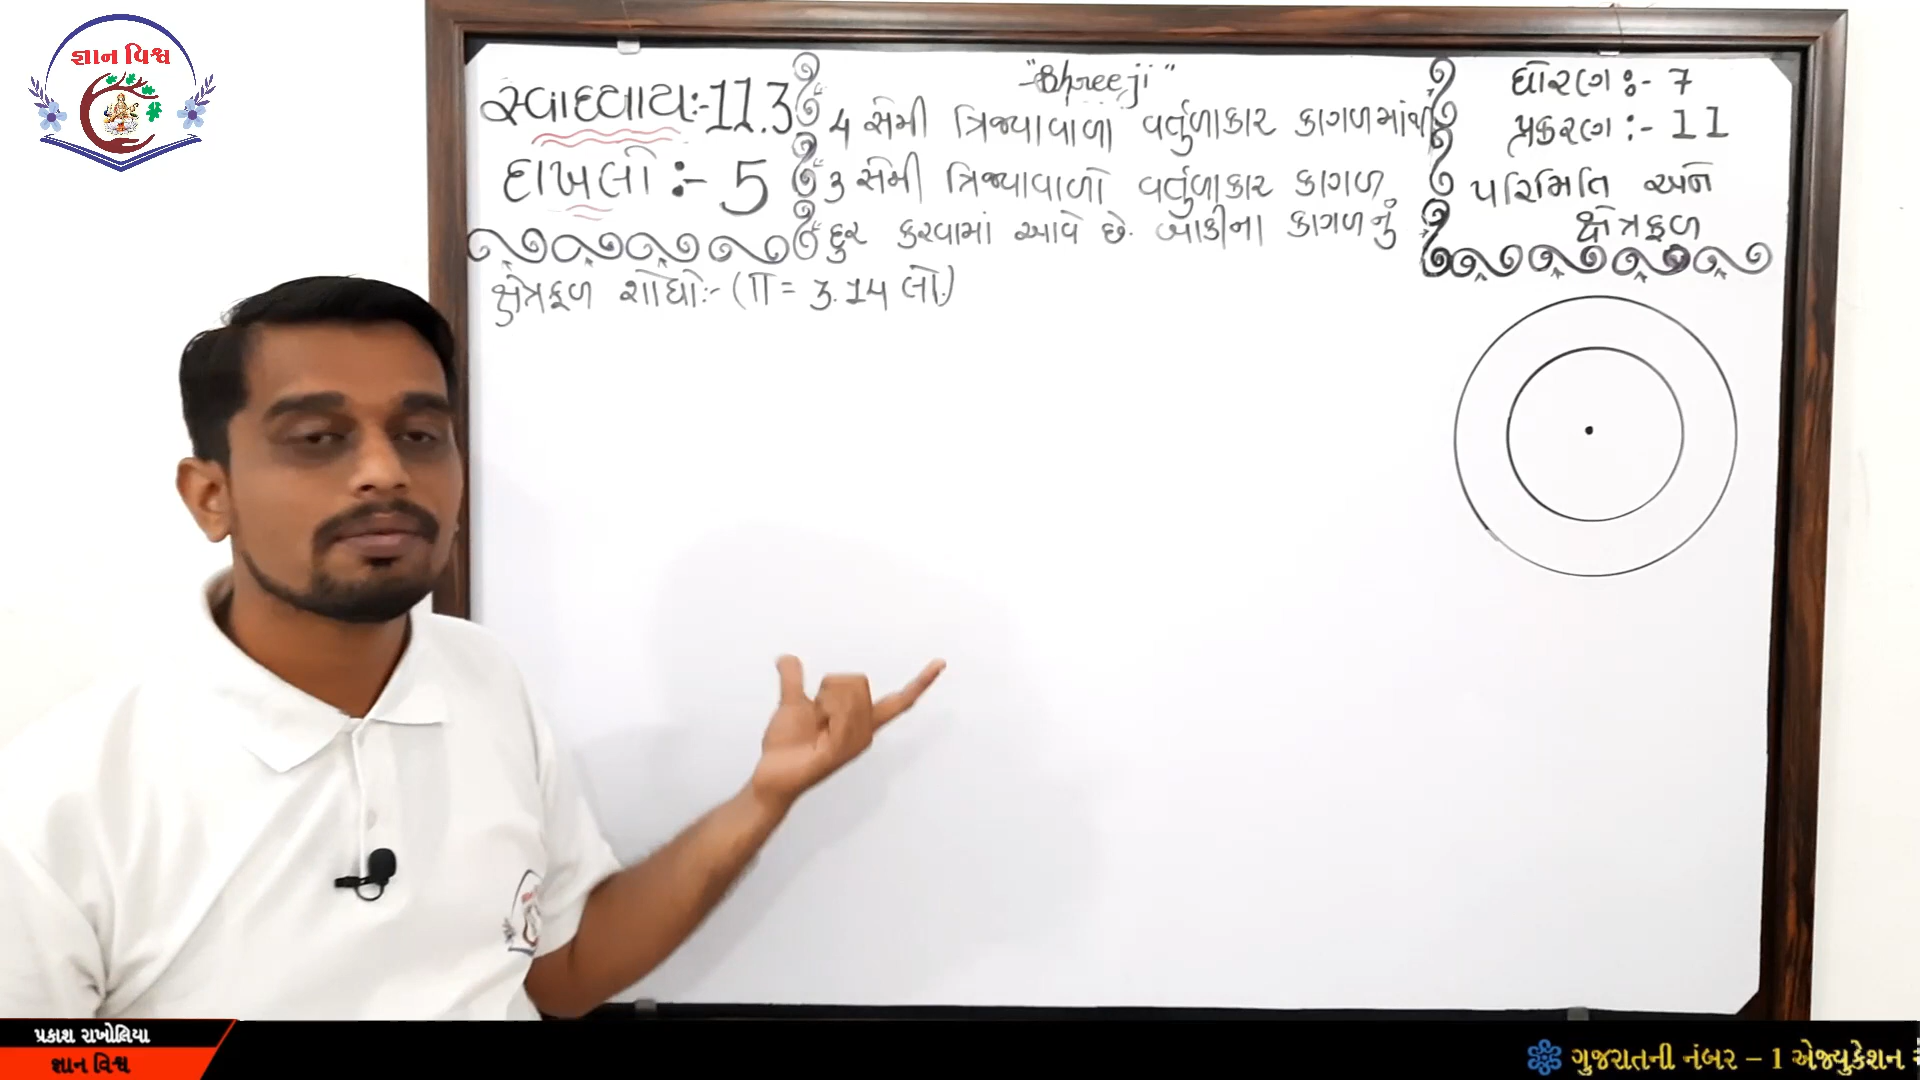 જ્ઞાન વિશ્વ
સ્વાધ્યાયઃ-11.3
દાખલો :- 5
"Shreeji"
4 સેમી ત્રિજ્યાવાળા વર્તુળાકાર કાગળમાંથી
3 સેમી ત્રિજ્યાવાળો વર્તુળાકાર કાગળ
દુર કરવામાં આવે છે. બાકીના કાગળનું
ક્ષેત્રફળ શોધોઃ- (π = 3.14 લો.)
ધોરણ :- 7
પ્રકરણ :- 11
પરિમિતિ અને
ક્ષેત્રફળ
પ્રકાશ રાખોલિયા
જ્ઞાન વિશ્વ
ગુજરાતની નંબર – 1 એજ્યુકેશન